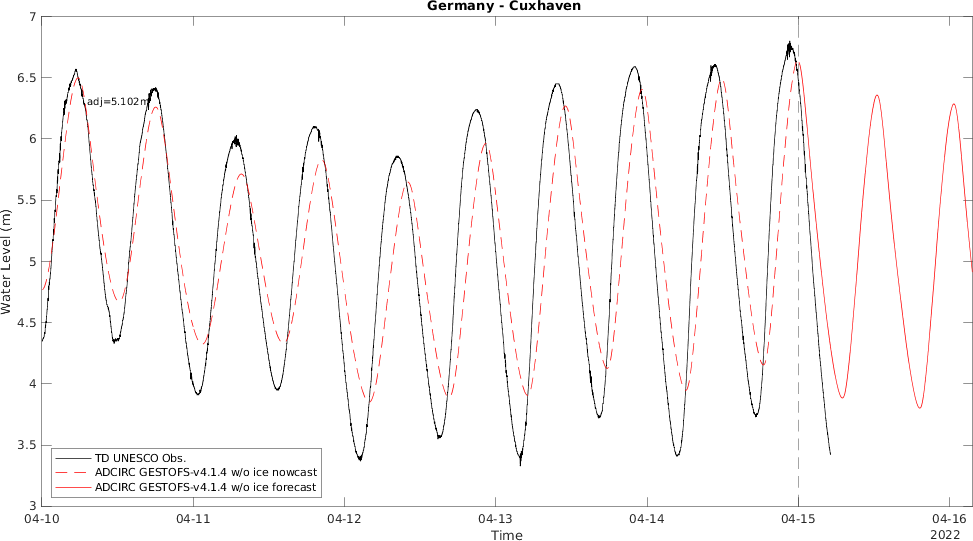 Germany - Cuxhaven
7
6.5
6
5.5
5
4.5
4
3.5
3
Water Level (m)
adj=5.102m
TD UNESCO Obs.
ADCIRC GESTOFS-v4.1.4 w/o ice nowcast
ADCIRC GESTOFS-v4.1.4 w/o ice forecast
04-10 04-11 04-12 04-13 04-14 04-15 04-16
Time
2022